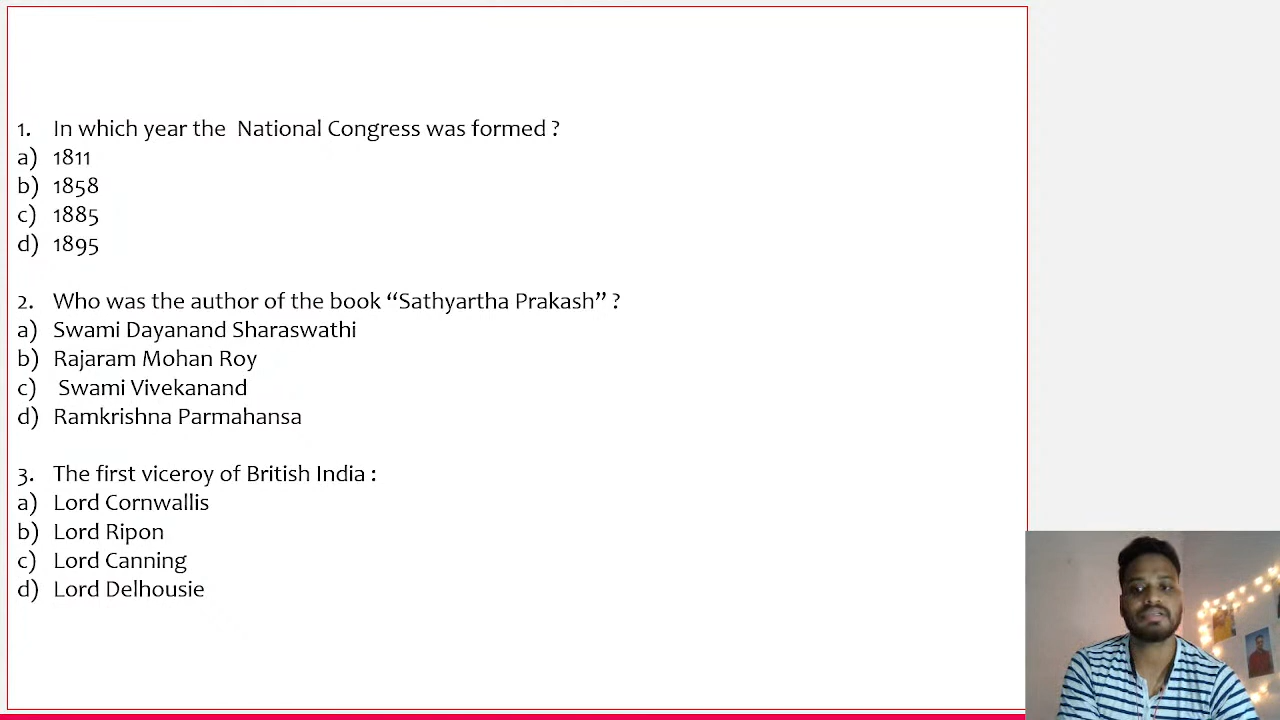 1. In which year the National Congress was formed ?
a) 1811
b) 1858
c) 1885
d) 1895
2. Who was the author of the book “Sathyartha Prakash” ?
a) Swami Dayanand Sharaswathi
b) Rajaram Mohan Roy
c) Swami Vivekanand
d) Ramkrishna Parmahansa
3. The first viceroy of British India :
a) Lord Cornwallis
b) Lord Ripon
c) Lord Canning
d) Lord Delhousie